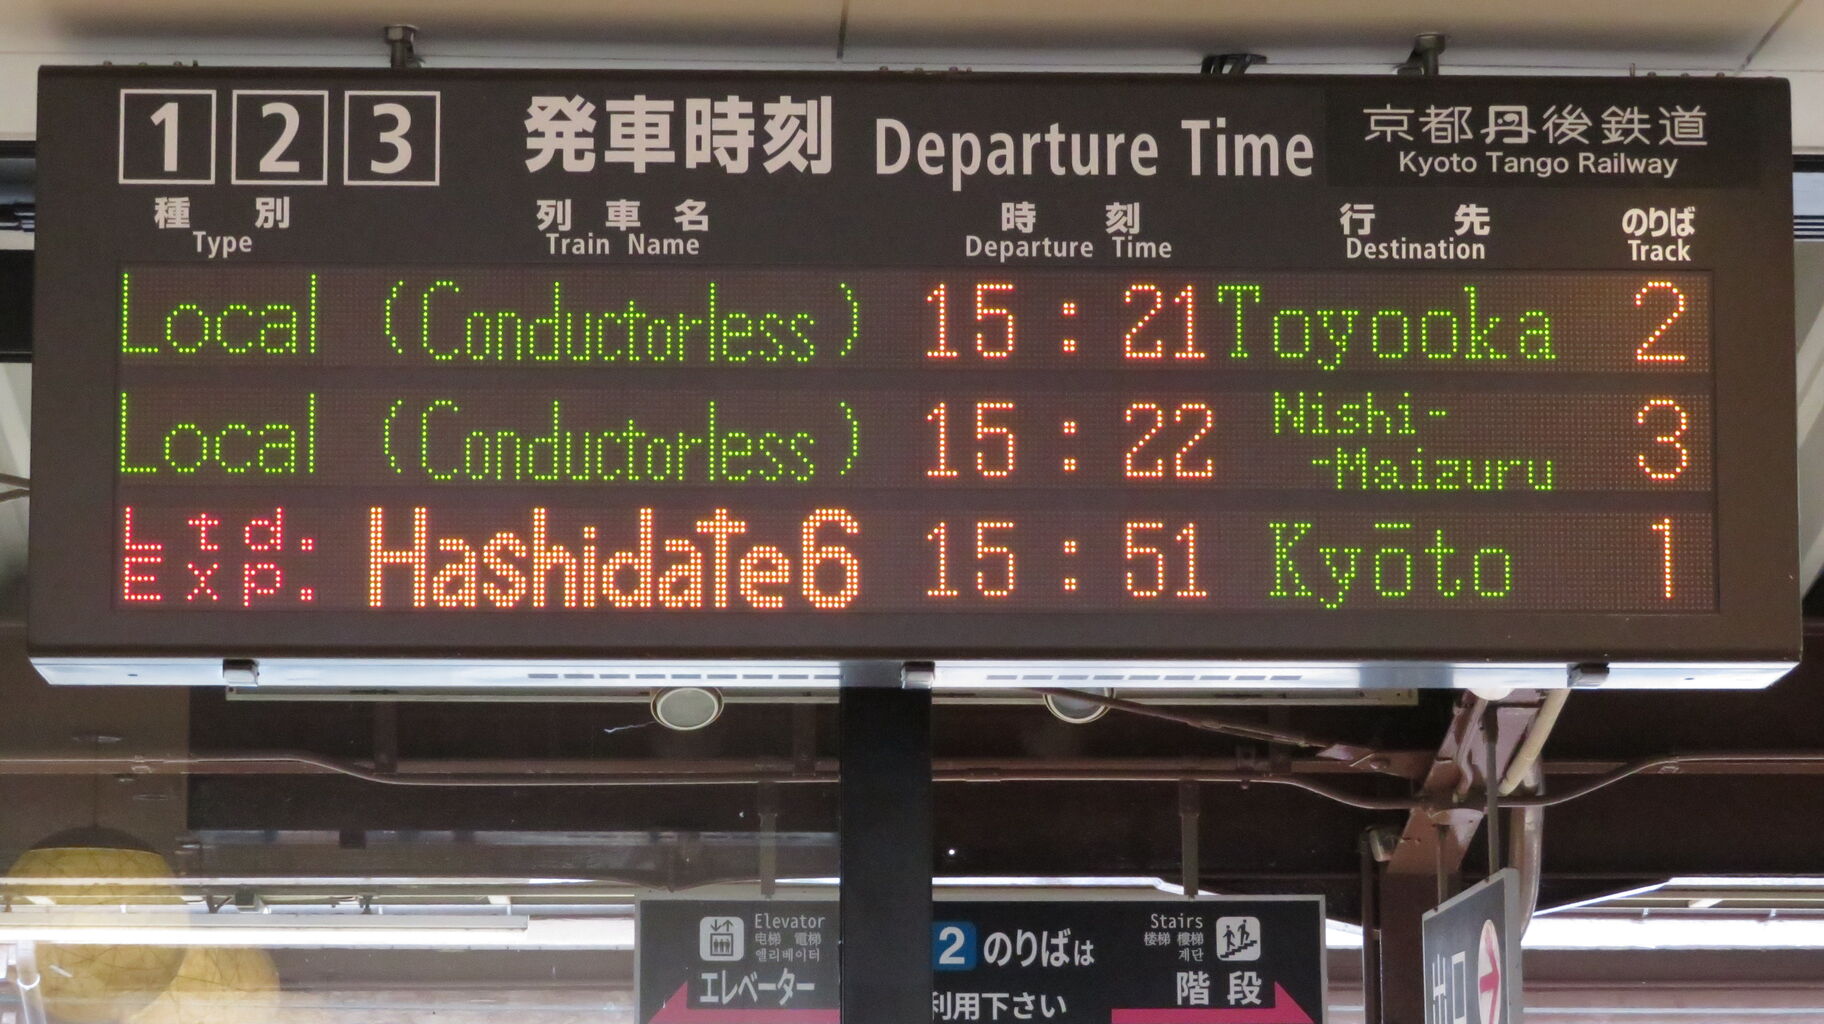 1 2 3 発車時刻 Departure Time 京都丹後鉄道
Kyoto Tango Railway
種別 列車名 時刻 行先 のりば
Type Train Name Departure Time Destination Track
Local (Conductorless) 15:21 Toyooka 2
Local (Conductorless) 15:22 Nishi-
-Maizuru 3
Ltd. Exp. Hashidate6 15:51 Kyōto 1
Elevator
电梯 電梯
엘리베이터
エレベーター
2 のりばは
利用下さい
Stairs
楼梯 樓梯
계단
階段
出口